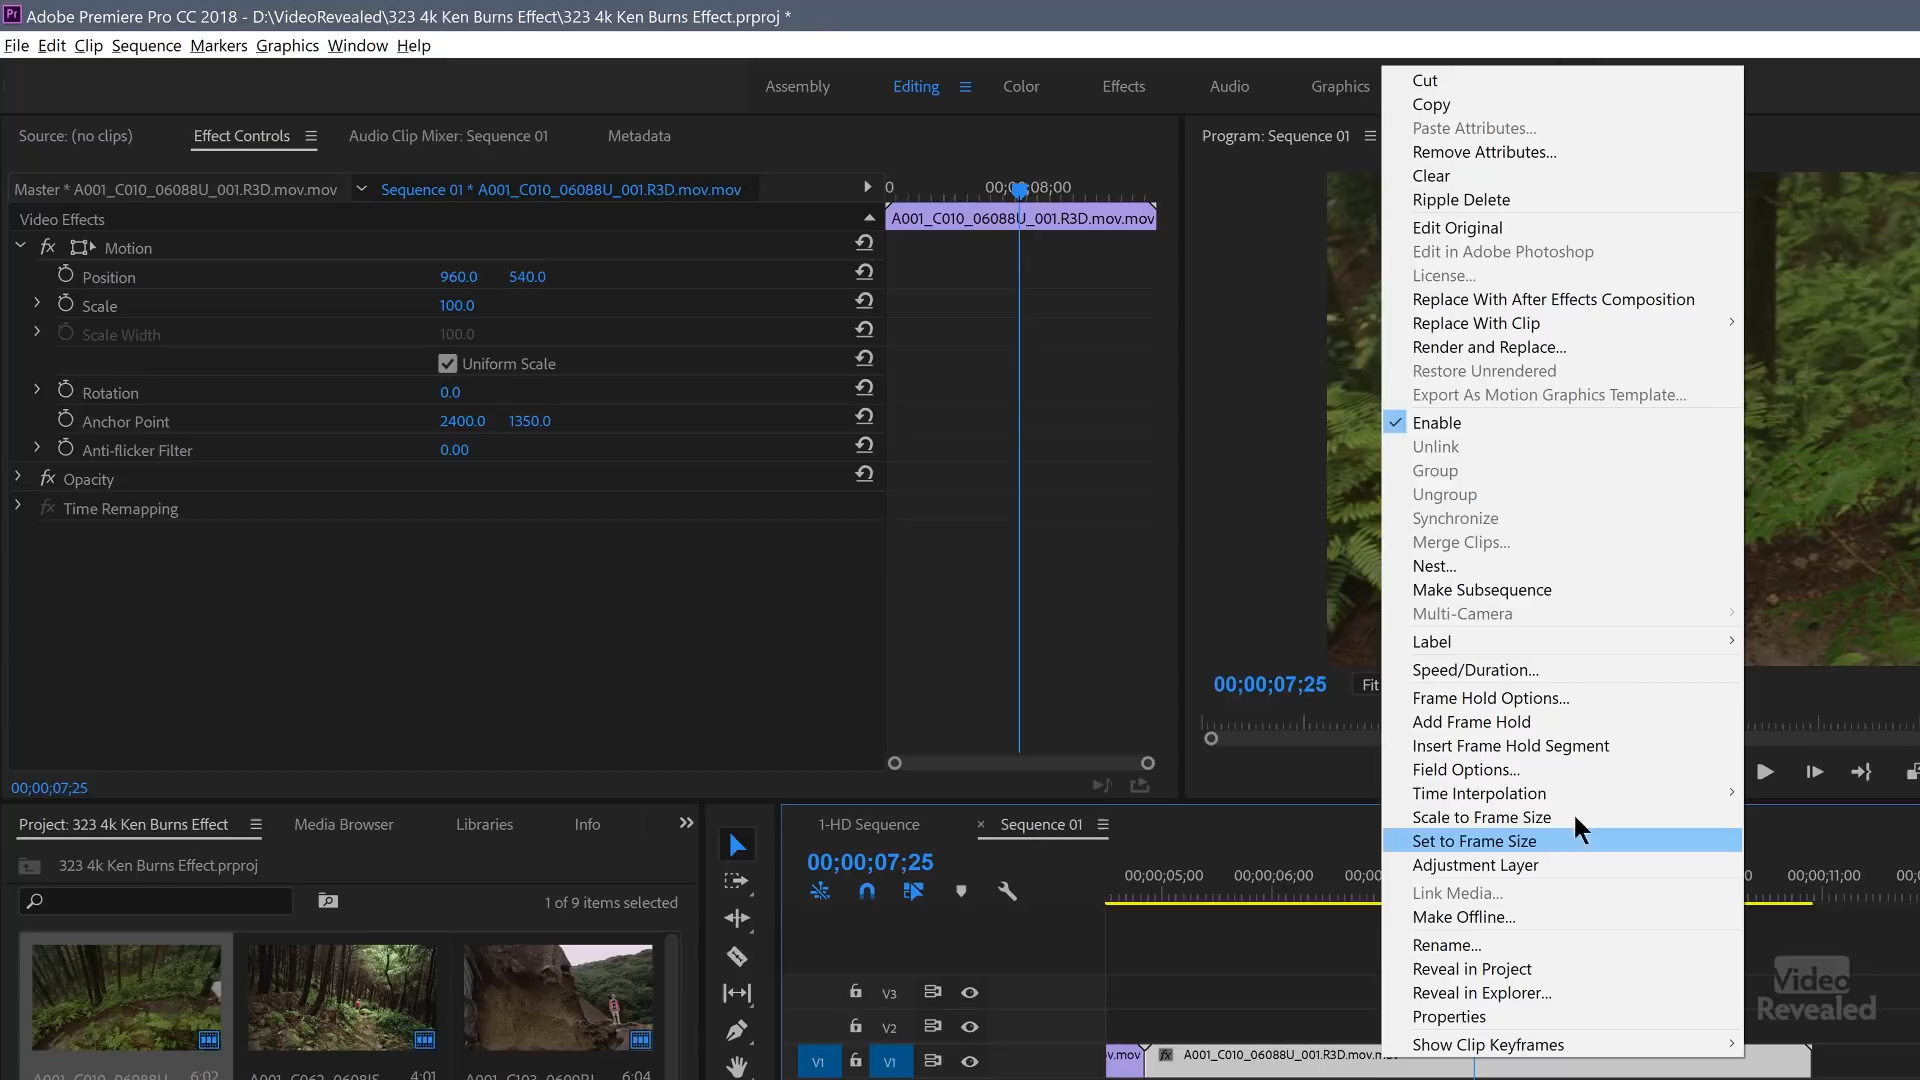 Pr Adobe Premiere Pro CC 2018 - D:\VideoRevealed\323 4k Ken Burns Effect\323 4k Ken Burns Effect.prproj *
File Edit Clip Sequence Markers Graphics Window Help
Assembly Editing Color Effects Audio Graphics
Source: (no clips) Effect Controls Audio Clip Mixer: Sequence 01 Metadata
Master * A001_C010_06088U_001.R3D.mov.mov Sequence 01 * A001_C010_06088U_001.R3D.mov.mov
Video Effects
fx Motion
Position 960.0 540.0
Scale 100.0
Scale Width 100.0
Uniform Scale
Rotation 0.0
Anchor Point 2400.0 1350.0
Anti-flicker Filter 0.00
fx Opacity
fx Time Remapping
00;00;07;25
A001_C010_06088U_001.R3D.mov.mov
Program: Sequence 01
00;00;07;25 Fit
Cut
Copy
Paste Attributes...
Remove Attributes...
Clear
Ripple Delete
Edit Original
Edit in Adobe Photoshop
License...
Replace With After Effects Composition
Replace With Clip
Render and Replace...
Restore Unrendered
Export As Motion Graphics Template...
Enable
Unlink
Group
Ungroup
Synchronize
Merge Clips...
Nest...
Make Subsequence
Multi-Camera
Label
Speed/Duration...
Frame Hold Options...
Add Frame Hold
Insert Frame Hold Segment
Field Options...
Time Interpolation
Scale to Frame Size
Set to Frame Size
Adjustment Layer
Link Media...
Make Offline...
Rename...
Reveal in Project
Reveal in Explorer...
Properties
Show Clip Keyframes
Project: 323 4k Ken Burns Effect Media Browser Libraries Info
323 4k Ken Burns Effect.prproj
1 of 9 items selected
6:02 4:01 6:04
1-HD Sequence × Sequence 01
00;00;07;25
00;00;05;00 00;00;06;00 00;00;11;00
V3
V2
V1 V1
v.mov fx A001_C010_06088U_001.R3D.mov.m
Video
Revealed